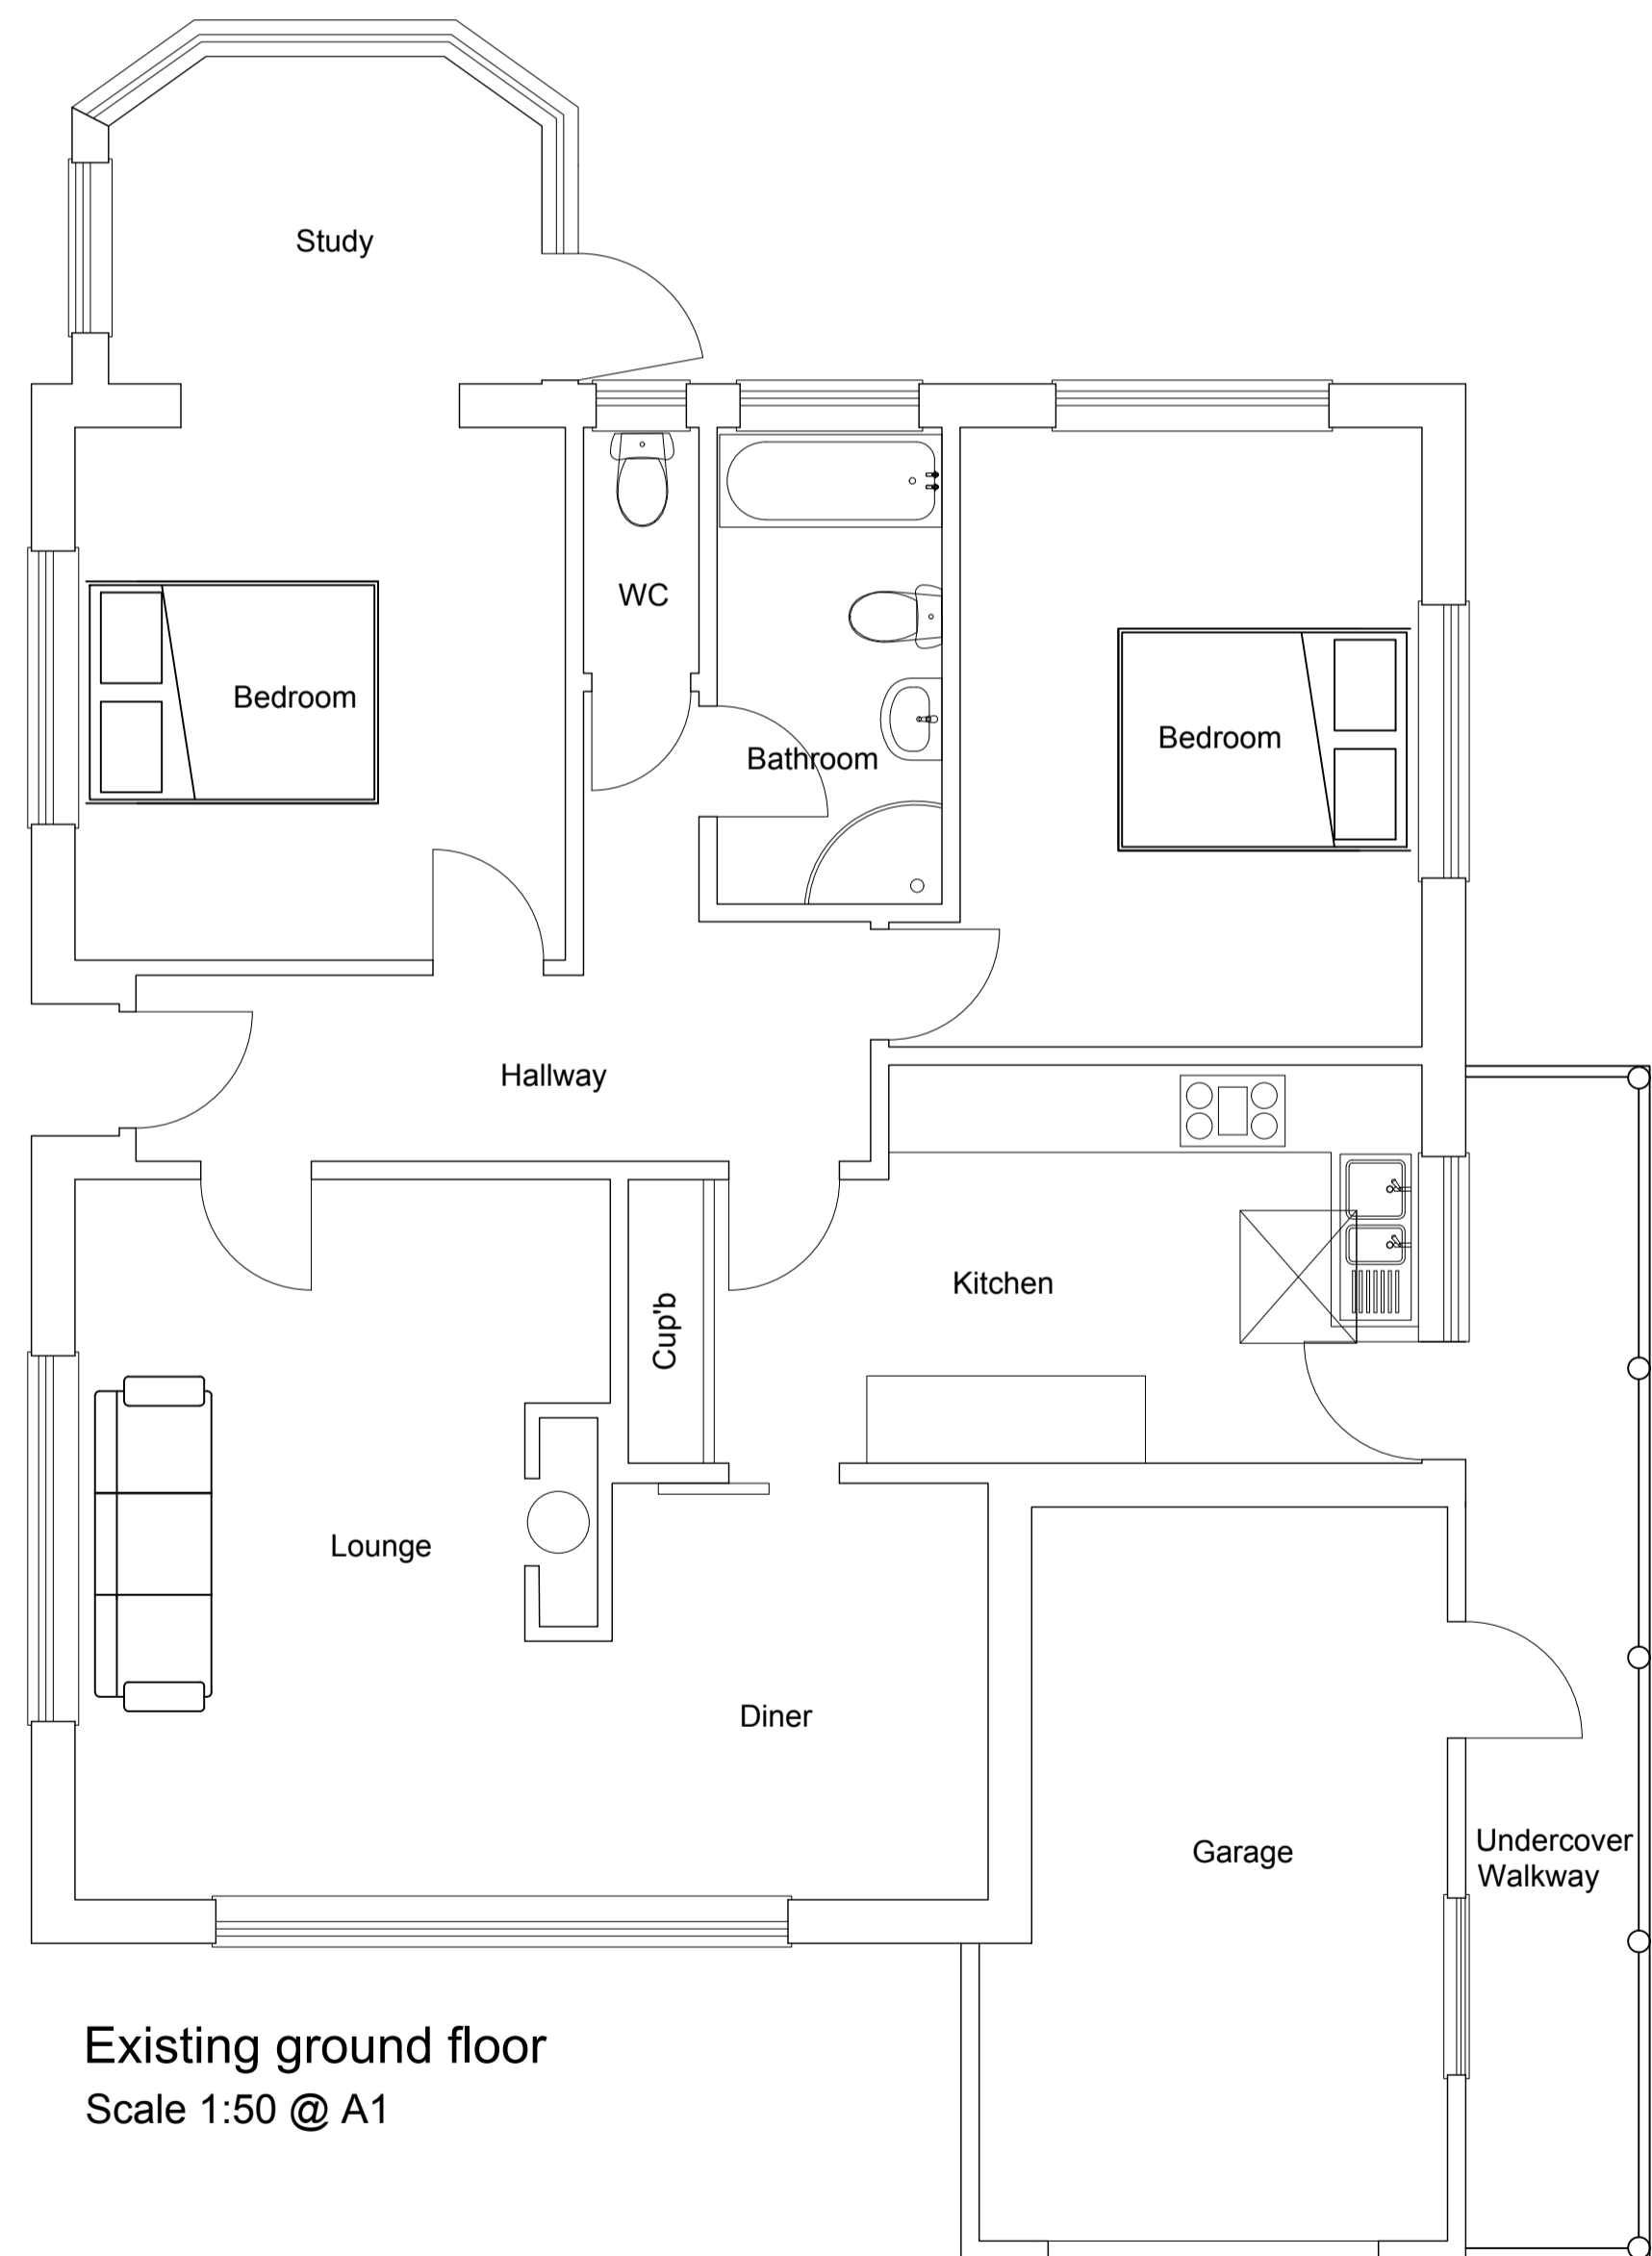 Study
WC
Bedroom
Bedroom
Bathroom
Hallway
Kitchen
Cup'b
Lounge
Diner
Garage
Undercover
Walkway
Existing ground floor
Scale 1:50 @ A1